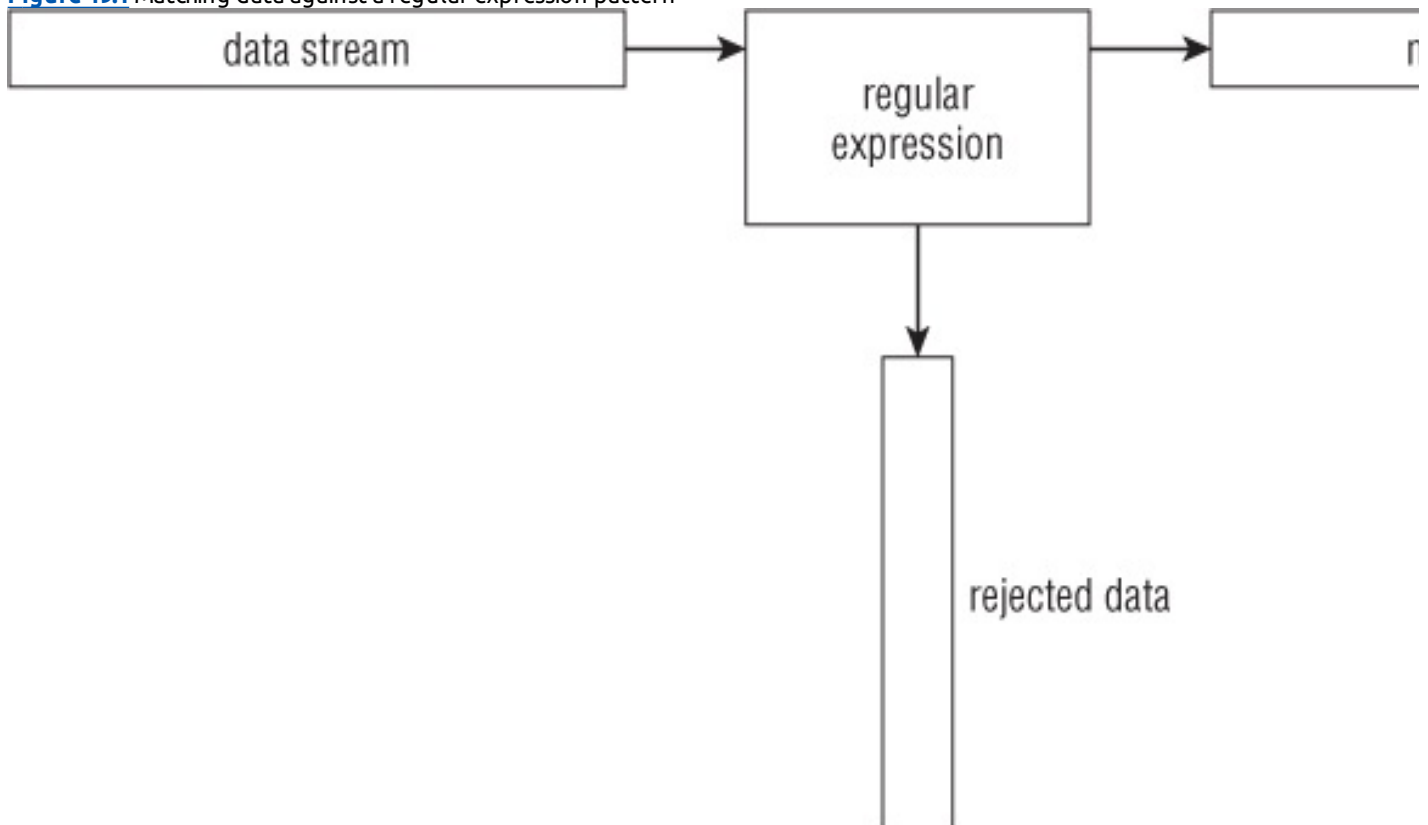 Matching data against a regular expression pattern
data stream
regular
expression
rejected data